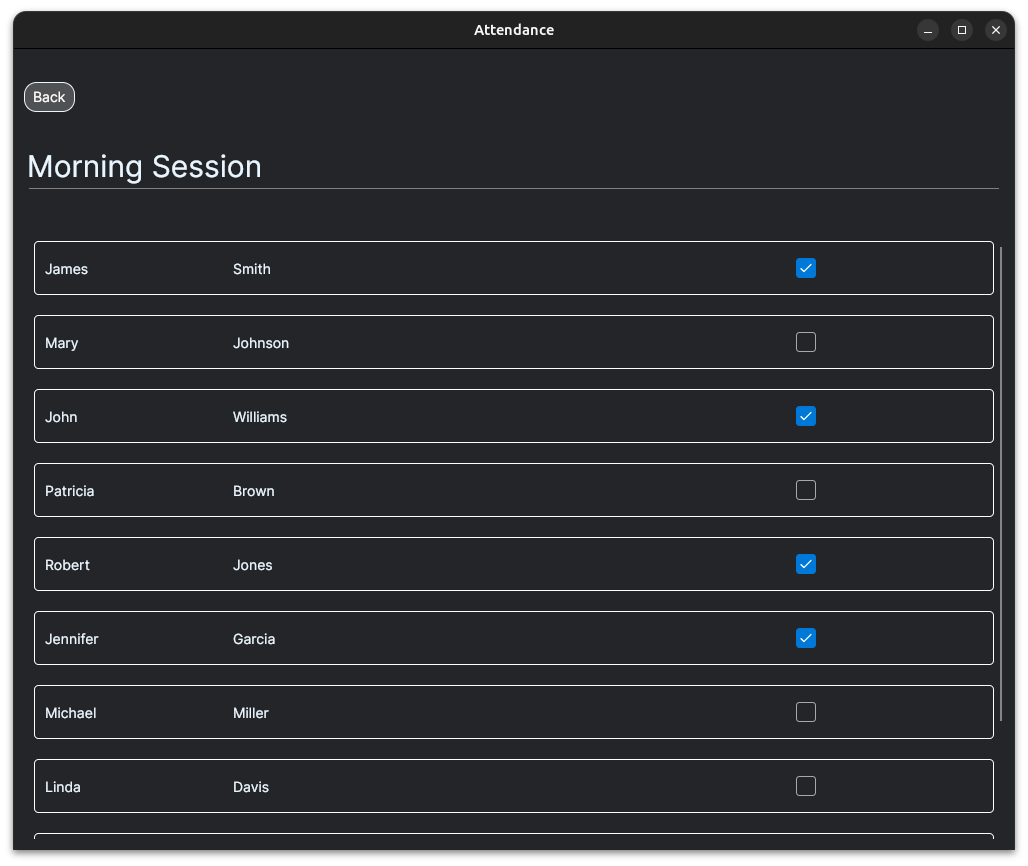 Attendance
Back
Morning Session
James Smith
Mary Johnson
John Williams
Patricia Brown
Robert Jones
Jennifer Garcia
Michael Miller
Linda Davis